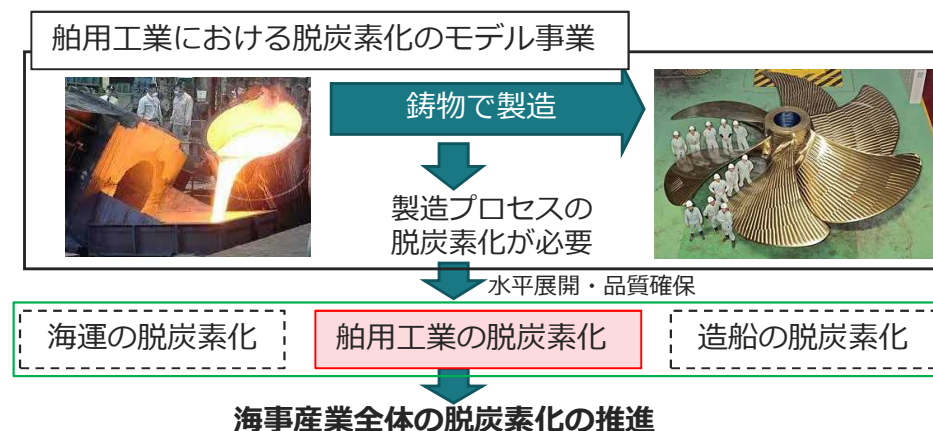 舶用工業における脱炭素化のモデル事業
鋳物で製造
製造プロセスの
脱炭素化が必要
水平展開・品質確保
海運の脱炭素化
舶用工業の脱炭素化
造船の脱炭素化
海事産業全体の脱炭素化の推進